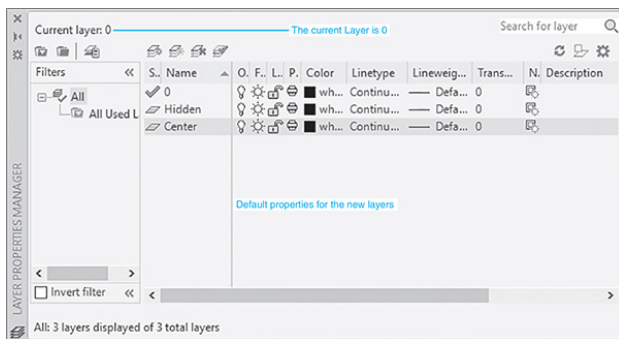 Current layer: 0
The current Layer is 0
Search for layer
Filters «
S.. Name O. F.. L.. P. Color Linetype Lineweig... Trans... N. Description
All
All Used L
0 wh... Continu... Defa... 0
Hidden wh... Continu... Defa... 0
Center wh... Continu... Defa... 0
Default properties for the new layers
LAYER PROPERTIES MANAGER
Invert filter «
All: 3 layers displayed of 3 total layers